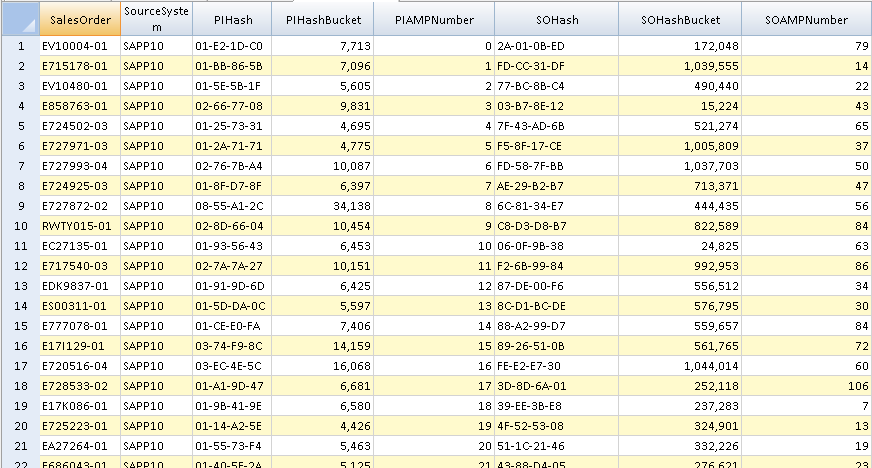 SalesOrder SourceSystem PIHash PIHashBucket PIAMPNumber SOHash SOHashBucket SOAMPNumber
1 EV10004-01 SAPP10 01-E2-1D-C0 7,713 0 2A-01-0B-ED 172,048 79
2 E715178-01 SAPP10 01-BB-86-5B 7,096 1 FD-CC-31-DF 1,039,555 14
3 EV10480-01 SAPP10 01-5E-5B-1F 5,605 2 77-BC-8B-C4 490,440 22
4 E858763-01 SAPP10 02-66-77-08 9,831 3 03-B7-8E-12 15,224 43
5 E724502-03 SAPP10 01-25-73-31 4,695 4 7F-43-AD-6B 521,274 65
6 E727971-03 SAPP10 01-2A-71-71 4,775 5 F5-8F-17-CE 1,005,809 37
7 E727993-04 SAPP10 02-76-7B-A4 10,087 6 FD-58-7F-BB 1,037,703 50
8 E724925-03 SAPP10 01-8F-D7-8F 6,397 7 AE-29-B2-B7 713,371 47
9 E727872-02 SAPP10 08-55-A1-2C 34,138 8 6C-81-34-E7 444,435 56
10 RWTY015-01 SAPP10 02-8D-66-04 10,454 9 C8-D3-D8-B7 822,589 84
11 EC27135-01 SAPP10 01-93-56-43 6,453 10 06-0F-9B-38 24,825 63
12 E717540-03 SAPP10 02-7A-7A-27 10,151 11 F2-6B-99-84 992,953 86
13 EDK9837-01 SAPP10 01-91-9D-6D 6,425 12 87-DE-00-F6 556,512 34
14 ES00311-01 SAPP10 01-5D-DA-0C 5,597 13 8C-D1-BC-DE 576,795 30
15 E777078-01 SAPP10 01-CE-E0-FA 7,406 14 88-A2-99-D7 559,657 84
16 E17I129-01 SAPP10 03-74-F9-8C 14,159 15 89-26-51-0B 561,765 72
17 E720516-04 SAPP10 03-EC-4E-5C 16,068 16 FE-E2-E7-30 1,044,014 60
18 E728533-02 SAPP10 01-A1-9D-47 6,681 17 3D-8D-6A-01 252,118 106
19 E17K086-01 SAPP10 01-9B-41-9E 6,580 18 39-EE-3B-E8 237,283 7
20 E725223-01 SAPP10 01-14-A2-5E 4,426 19 4F-52-53-08 324,901 13
21 EA27264-01 SAPP10 01-55-73-F4 5,463 20 51-1C-21-46 332,226 19
22 E686043-01 SAPP10 01-40-5F-2A 5,125 21 43-88-D4-05 276,621 23